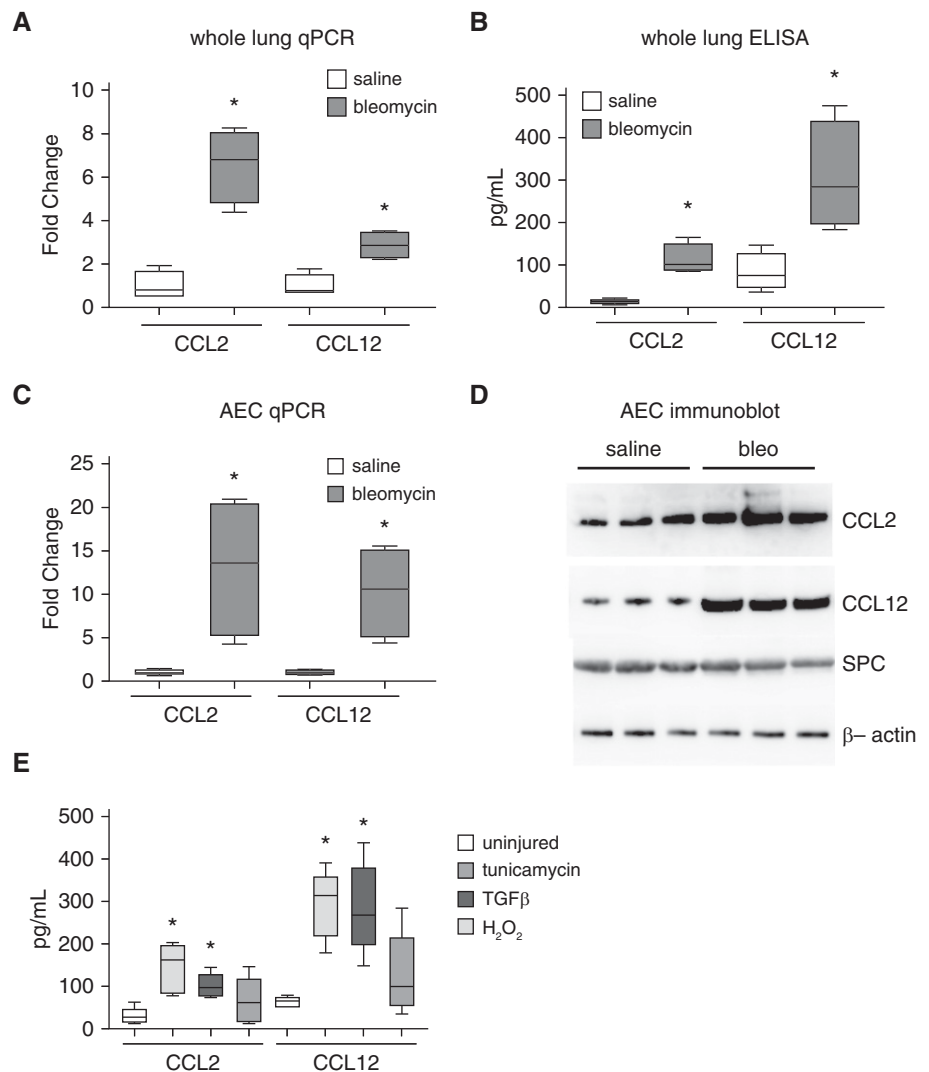 A
whole lung qPCR
saline
bleomycin
Fold Change
10
8
6
4
2
0
*
*
CCL2
CCL12
B
whole lung ELISA
saline
bleomycin
pg/mL
500
400
300
200
100
0
*
*
CCL2
CCL12
C
AEC qPCR
saline
bleomycin
Fold Change
25
20
15
10
5
0
*
*
CCL2
CCL12
D
AEC immunoblot
saline bleo
CCL2
CCL12
SPC
β– actin
E
pg/mL
500
400
300
200
100
0
*
*
*
*
CCL2
CCL12
uninjured
tunicamycin
TGFβ
H₂O₂